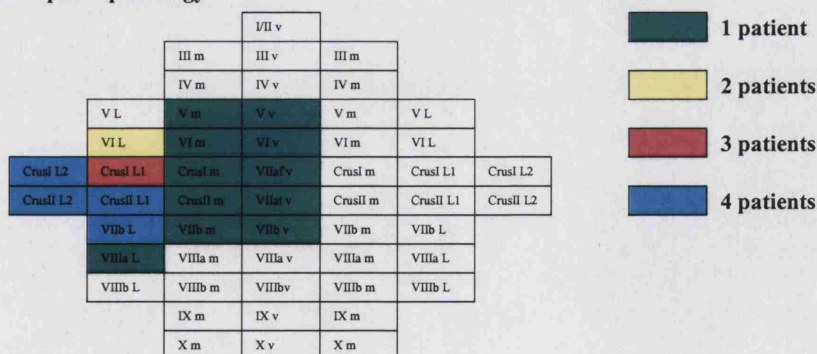 I/II v
III m III v III m
IV m IV v IV m
V L V m V v V m V L
VI L VI m VI v VI m VI L
CrusI L2 CrusI L1 CrusI m VIIaf v CrusI m CrusI L1 CrusI L2
CrusII L2 CrusII L1 CrusII m VIIat v CrusII m CrusII L1 CrusII L2
VIIb L VIIb m VIIb v VIIb m VIIb L
VIIIa L VIIIa m VIIIa v VIIIa m VIIIa L
VIIIb L VIIIb m VIIIbv VIIIb m VIIIb L
IX m IX v IX m
X m X v X m
1 patient
2 patients
3 patients
4 patients